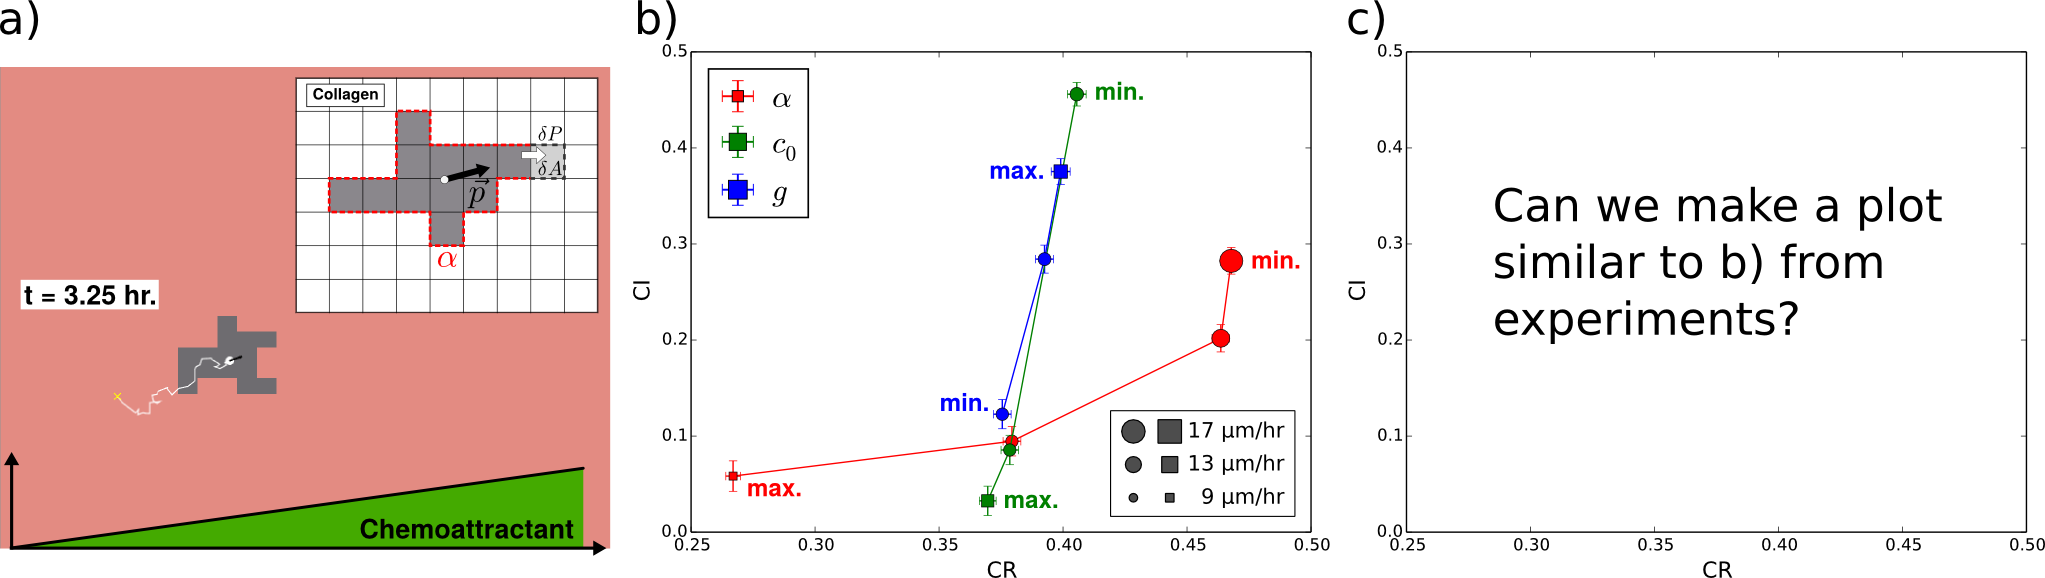 a)
Collagen
δP
δA
p⃗
α
t = 3.25 hr.
Chemoattractant
b)
0.5
0.4
0.3
0.2
0.1
0.0
CI
α
c₀
g
min.
max.
min.
min.
max.
max.
17 μm/hr
13 μm/hr
9 μm/hr
0.25 0.30 0.35 0.40 0.45 0.50
CR
c)
0.5
0.4
0.3
0.2
0.1
0.0
CI
Can we make a plot
similar to b) from
experiments?
0.25 0.30 0.35 0.40 0.45 0.50
CR